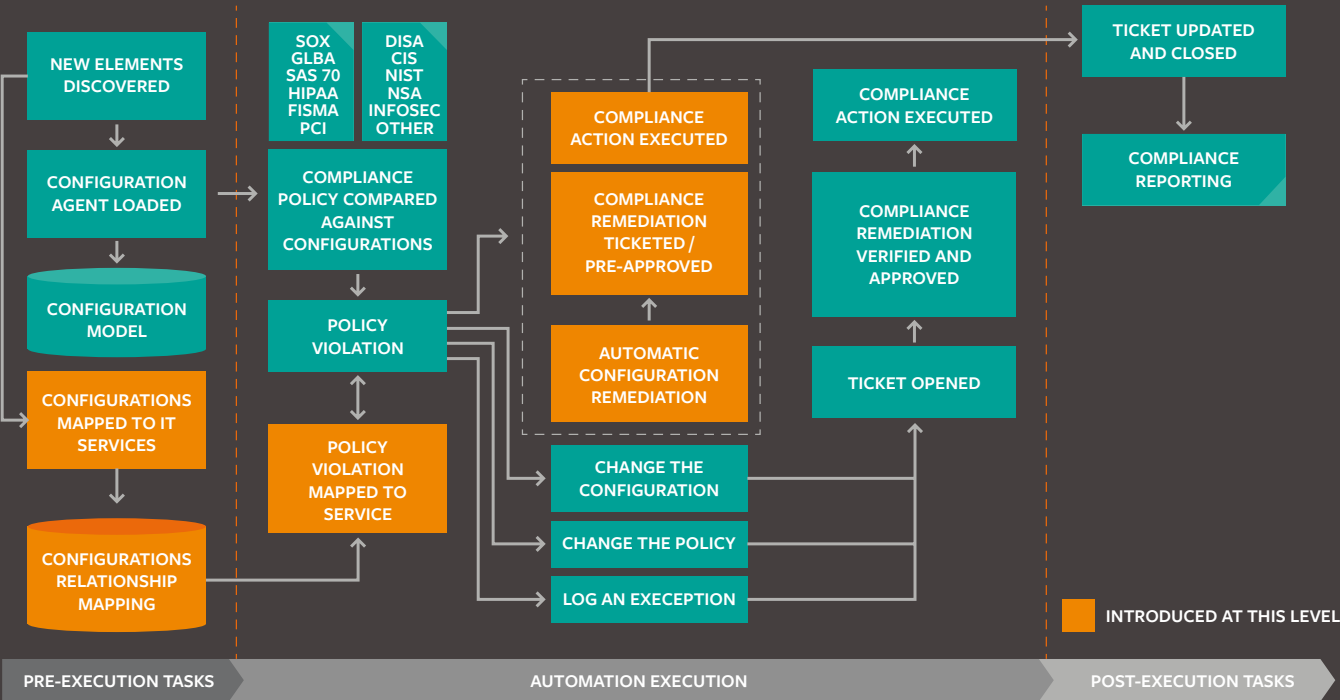 NEW ELEMENTS
DISCOVERED
CONFIGURATION
AGENT LOADED
CONFIGURATION
MODEL
CONFIGURATIONS
MAPPED TO IT
SERVICES
CONFIGURATIONS
RELATIONSHIP
MAPPING
SOX
GLBA
SAS 70
HIPAA
FISMA
PCI
DISA
CIS
NIST
NSA
INFOSEC
OTHER
COMPLIANCE
POLICY COMPARED
AGAINST
CONFIGURATIONS
POLICY
VIOLATION
POLICY
VIOLATION
MAPPED TO
SERVICE
COMPLIANCE
ACTION EXECUTED
COMPLIANCE
REMEDIATION
TICKETED /
PRE-APPROVED
AUTOMATIC
CONFIGURATION
REMEDIATION
CHANGE THE
CONFIGURATION
CHANGE THE POLICY
LOG AN EXECEPTION
COMPLIANCE
ACTION EXECUTED
COMPLIANCE
REMEDIATION
VERIFIED AND
APPROVED
TICKET OPENED
TICKET UPDATED
AND CLOSED
COMPLIANCE
REPORTING
INTRODUCED AT THIS LEVEL
PRE-EXECUTION TASKS
AUTOMATION EXECUTION
POST-EXECUTION TASKS